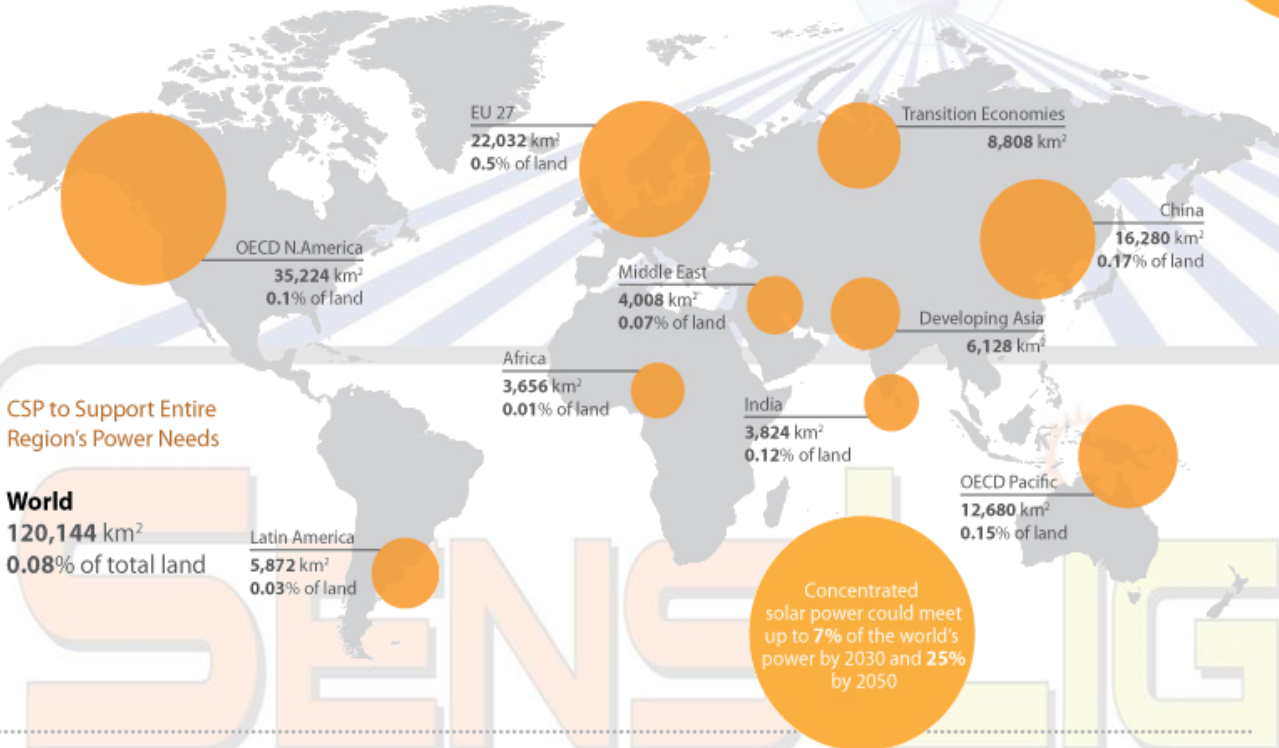 EU 27
22,032 km²
0.5% of land
Transition Economies
8,808 km²
China
16,280 km²
0.17% of land
OECD N.America
35,224 km²
0.1% of land
Middle East
4,008 km²
0.07% of land
Developing Asia
6,128 km²
Africa
3,656 km²
0.01% of land
India
3,824 km²
0.12% of land
CSP to Support Entire
Region's Power Needs
World
120,144 km²
0.08% of total land
OECD Pacific
12,680 km²
0.15% of land
Latin America
5,872 km²
0.03% of land
Concentrated
solar power could meet
up to 7% of the world's
power by 2030 and 25%
by 2050
SENS LIG